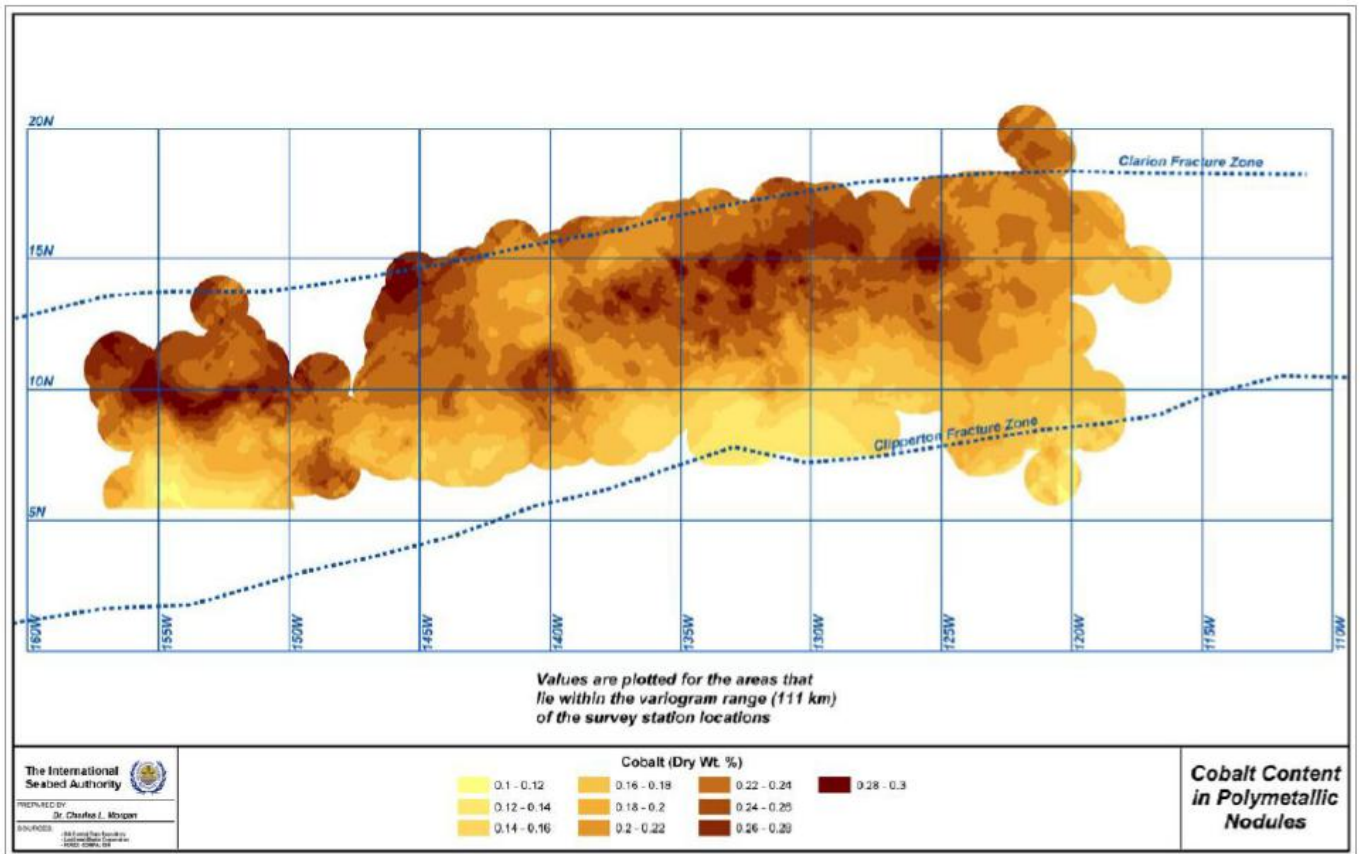 20N
Clarion Fracture Zone
15N
10N
Clipperton Fracture Zone
5N
160W
155W
150W
145W
140W
135W
130W
125W
120W
115W
110W
Values are plotted for the areas that
lie within the variogram range (111 km)
of the survey station locations
The International
Seabed Authority
PREPARED BY
Dr. Charles L. Morgan
SOURCES:
Cobalt (Dry Wt. %)
0.1 - 0.12
0.12 - 0.14
0.14 - 0.16
0.16 - 0.18
0.18 - 0.2
0.2 - 0.22
0.22 - 0.24
0.24 - 0.26
0.26 - 0.28
0.28 - 0.3
Cobalt Content
in Polymetallic
Nodules